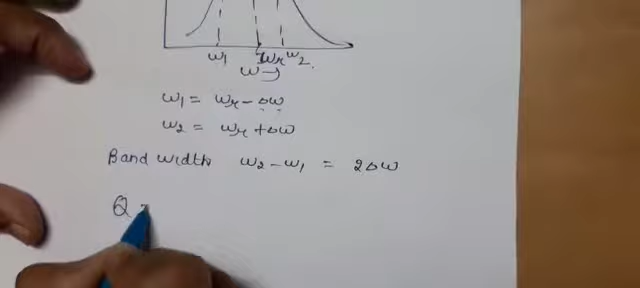 ω₁ ωᵣ ω₂
ω →
ω₁ = ωᵣ - Δω
ω₂ = ωᵣ + Δω
Band width ω₂ - ω₁ = 2Δω
Q =